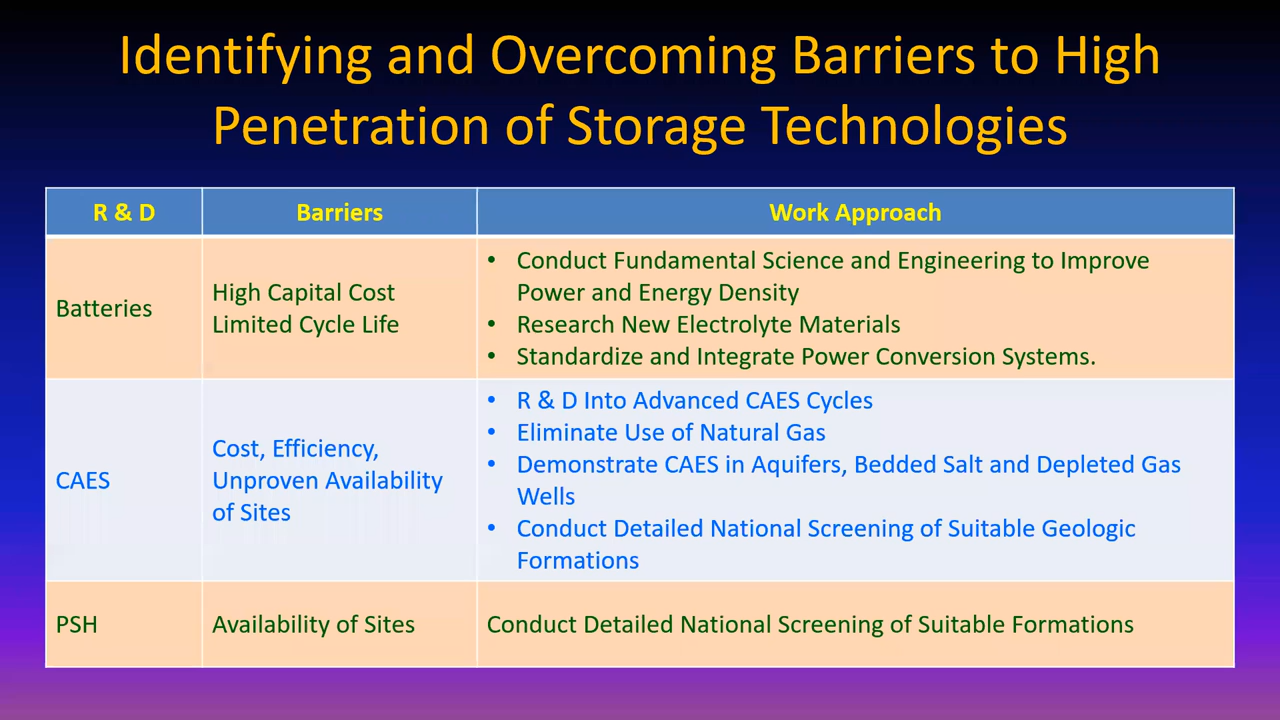 Identifying and Overcoming Barriers to High
Penetration of Storage Technologies
R & D
Barriers
Work Approach
Batteries
High Capital Cost
Limited Cycle Life
• Conduct Fundamental Science and Engineering to Improve
Power and Energy Density
• Research New Electrolyte Materials
• Standardize and Integrate Power Conversion Systems.
CAES
Cost, Efficiency,
Unproven Availability
of Sites
• R & D Into Advanced CAES Cycles
• Eliminate Use of Natural Gas
• Demonstrate CAES in Aquifers, Bedded Salt and Depleted Gas
Wells
• Conduct Detailed National Screening of Suitable Geologic
Formations
PSH
Availability of Sites
Conduct Detailed National Screening of Suitable Formations